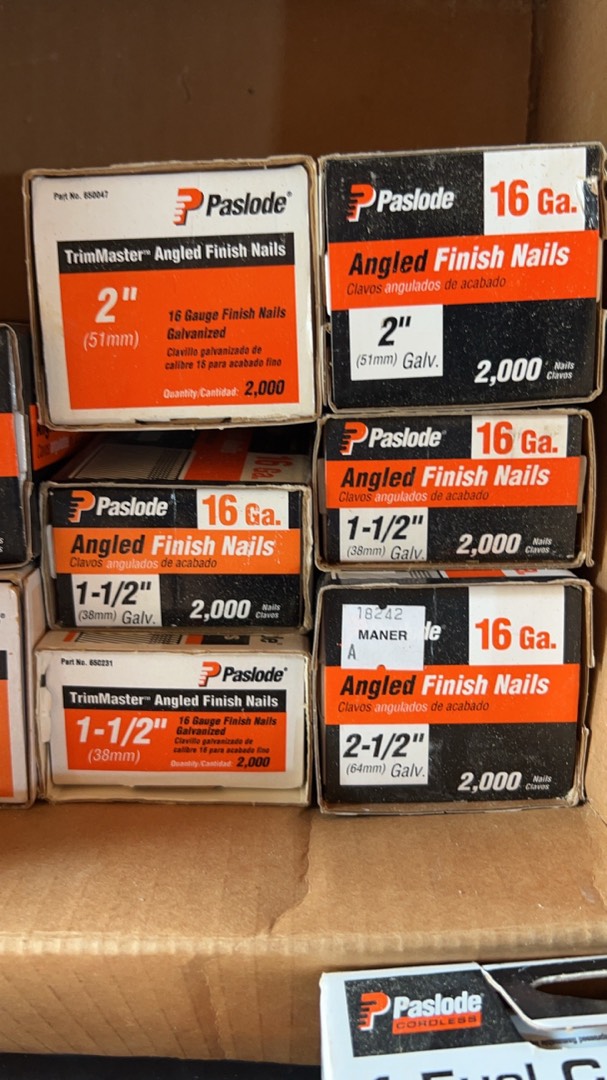 Part No. 650047
Paslode®
TrimMaster™ Angled Finish Nails
2"
(51mm)
16 Gauge Finish Nails
Galvanized
Clavillo galvanizado de
calibre 16 para acabado fino
Quantity/Cantidad: 2,000
Paslode®
16 Ga.
Angled Finish Nails
Clavos angulados de acabado
2"
(51mm) Galv.
2,000 Nails
Clavos
Paslode®
16 Ga.
Angled Finish Nails
Clavos angulados de acabado
1-1/2"
(38mm) Galv.
2,000 Nails
Clavos
Paslode®
16 Ga.
Angled Finish Nails
Clavos angulados de acabado
1-1/2"
(38mm) Galv.
2,000 Nails
Clavos
Part No. 650231
Paslode®
TrimMaster™ Angled Finish Nails
1-1/2"
(38mm)
16 Gauge Finish Nails
Galvanized
Clavillo galvanizado de
calibre 16 para acabado fino
Quantity/Cantidad: 2,000
18242
MANER
A
de
16 Ga.
Angled Finish Nails
Clavos angulados de acabado
2-1/2"
(64mm) Galv.
2,000 Nails
Clavos
Paslode®
CORDLESS
Fuel